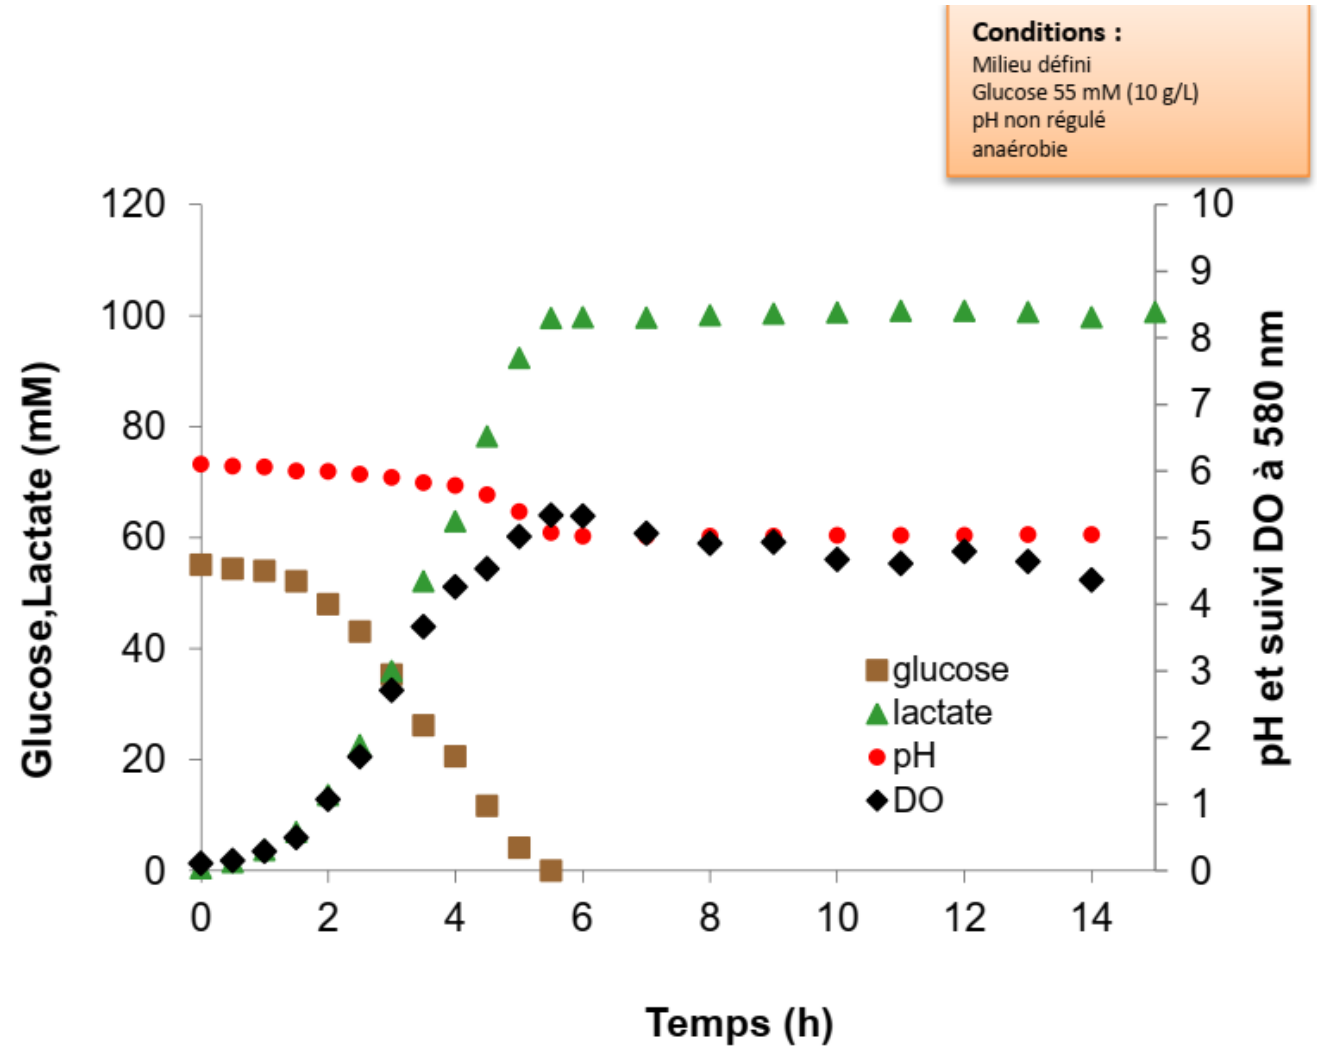 Conditions :
Milieu défini
Glucose 55 mM (10 g/L)
pH non régulé
anaérobie
120
100
80
60
40
20
0
Glucose,Lactate (mM)
10
9
8
7
6
5
4
3
2
1
0
pH et suivi DO à 580 nm
glucose
lactate
pH
DO
0 2 4 6 8 10 12 14
Temps (h)